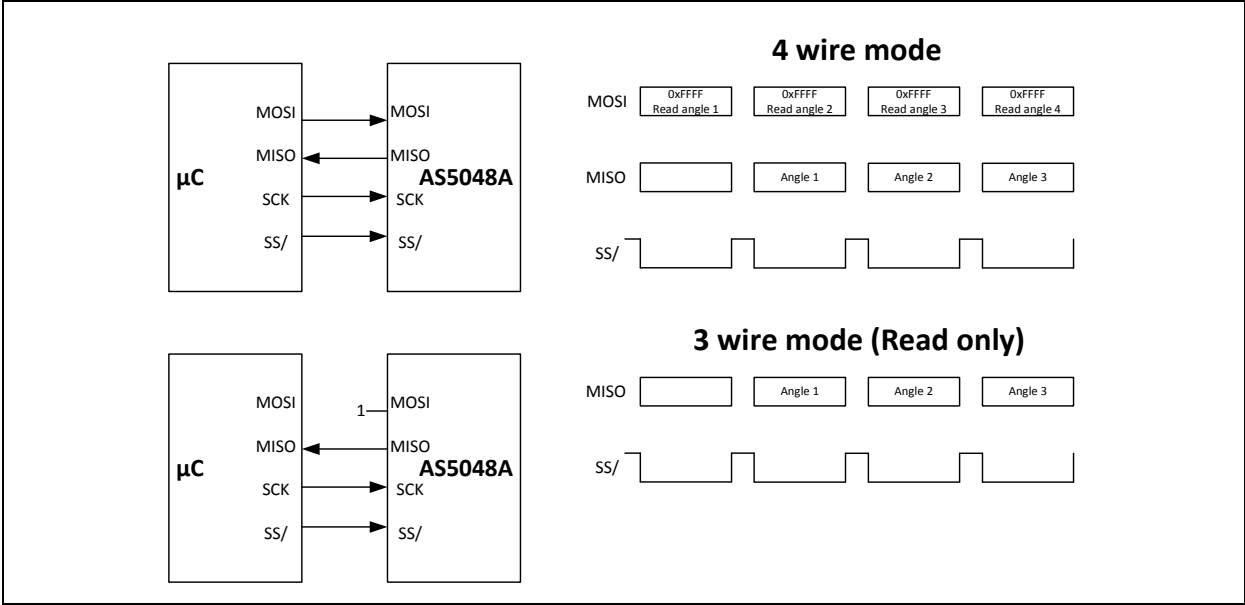 4 wire mode
µC
MOSI
MISO
SCK
SS/
MOSI
MISO
AS5048A
SCK
SS/
MOSI
0xFFFF
Read angle 1
0xFFFF
Read angle 2
0xFFFF
Read angle 3
0xFFFF
Read angle 4
MISO
Angle 1
Angle 2
Angle 3
SS/
3 wire mode (Read only)
µC
MOSI
MISO
SCK
SS/
1
MOSI
MISO
AS5048A
SCK
SS/
MISO
Angle 1
Angle 2
Angle 3
SS/